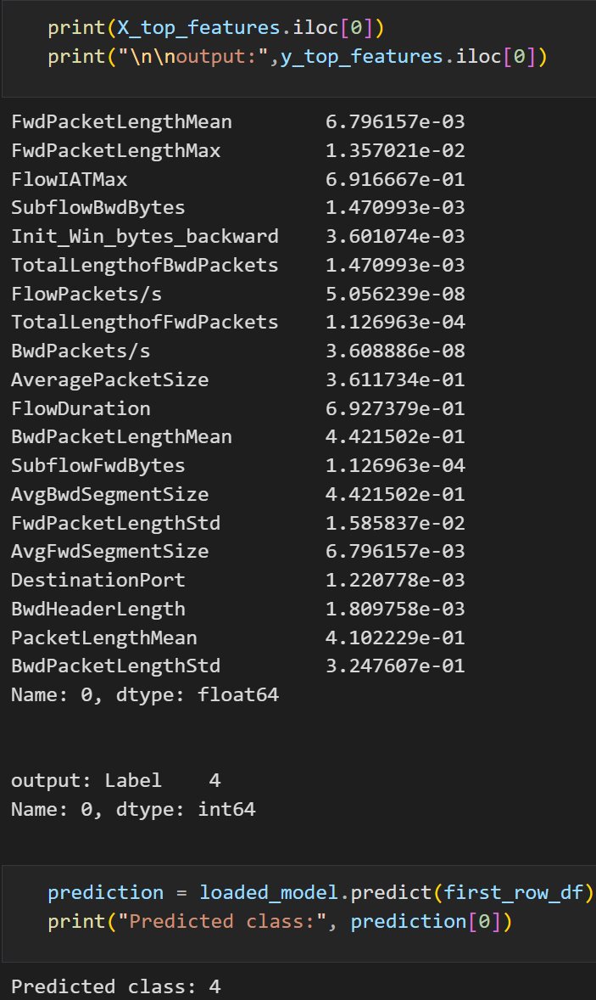 print(X_top_features.iloc[0])
print("\n\noutput:",y_top_features.iloc[0])
FwdPacketLengthMean 6.796157e-03
FwdPacketLengthMax 1.357021e-02
FlowIATMax 6.916667e-01
SubflowBwdBytes 1.470993e-03
Init_Win_bytes_backward 3.601074e-03
TotalLengthofBwdPackets 1.470993e-03
FlowPackets/s 5.056239e-08
TotalLengthofFwdPackets 1.126963e-04
BwdPackets/s 3.608886e-08
AveragePacketSize 3.611734e-01
FlowDuration 6.927379e-01
BwdPacketLengthMean 4.421502e-01
SubflowFwdBytes 1.126963e-04
AvgBwdSegmentSize 4.421502e-01
FwdPacketLengthStd 1.585837e-02
AvgFwdSegmentSize 6.796157e-03
DestinationPort 1.220778e-03
BwdHeaderLength 1.809758e-03
PacketLengthMean 4.102229e-01
BwdPacketLengthStd 3.247607e-01
Name: 0, dtype: float64
output: Label 4
Name: 0, dtype: int64
prediction = loaded_model.predict(first_row_df)
print("Predicted class:", prediction[0])
Predicted class: 4